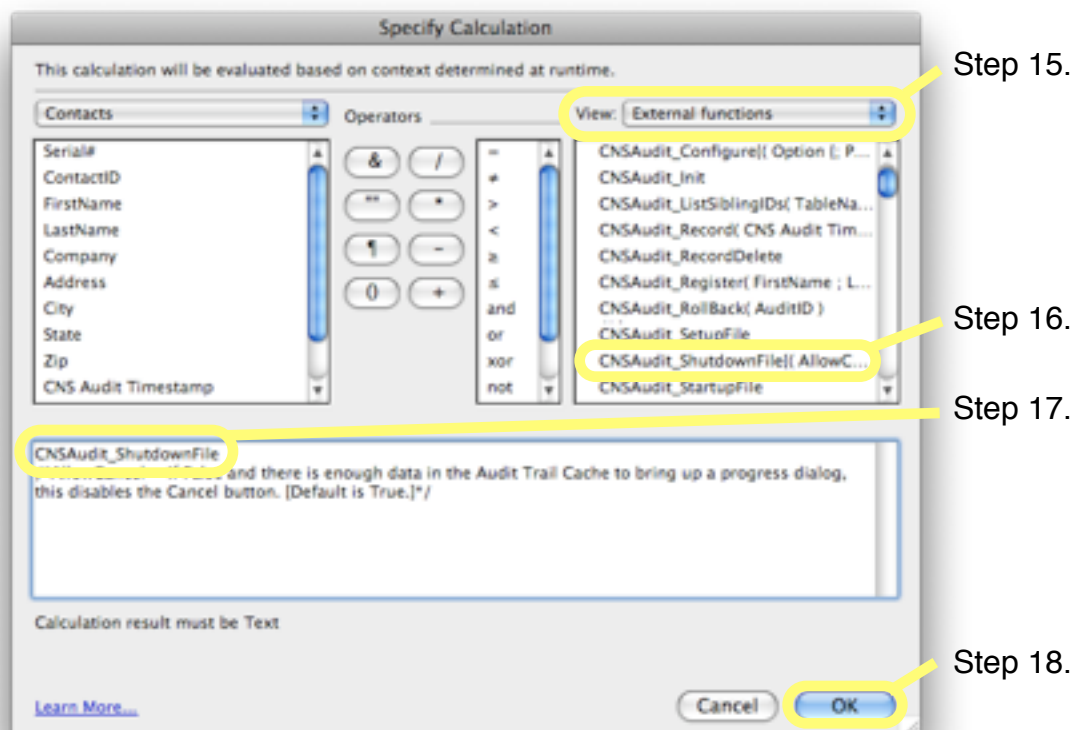 Specify Calculation
This calculation will be evaluated based on context determined at runtime.
Step 15.
Contacts
Operators
View: External functions
Serial#
ContactID
FirstName
LastName
Company
Address
City
State
Zip
CNS Audit Timestamp
& /
"" *
¶ -
() +
=
≠
>
<
≥
≤
and
or
xor
not
CNSAudit_Configure|( Option {; P...
CNSAudit_Init
CNSAudit_ListSiblingIDs( TableNa...
CNSAudit_Record( CNS Audit Tim...
CNSAudit_RecordDelete
CNSAudit_Register( FirstName ; L...
CNSAudit_RollBack( AuditID )
CNSAudit_SetupFile
CNSAudit_ShutdownFile|( AllowC...
CNSAudit_StartupFile
Step 16.
Step 17.
CNSAudit_ShutdownFile
and there is enough data in the Audit Trail Cache to bring up a progress dialog,
this disables the Cancel button. [Default is True.]*/
Calculation result must be Text
Step 18.
Learn More...
Cancel
OK